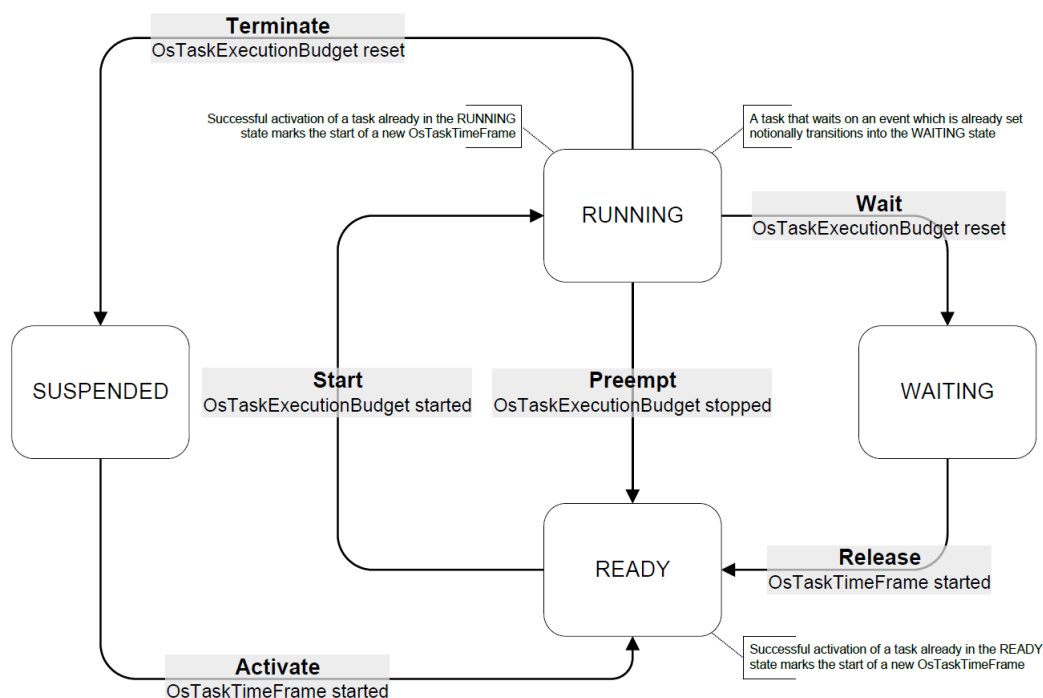 Terminate
OsTaskExecutionBudget reset
Successful activation of a task already in the RUNNING
state marks the start of a new OsTaskTimeFrame
A task that waits on an event which is already set
notionally transitions into the WAITING state
RUNNING
Wait
OsTaskExecutionBudget reset
SUSPENDED
Start
OsTaskExecutionBudget started
Preempt
OsTaskExecutionBudget stopped
WAITING
READY
Release
OsTaskTimeFrame started
Successful activation of a task already in the READY
state marks the start of a new OsTaskTimeFrame
Activate
OsTaskTimeFrame started